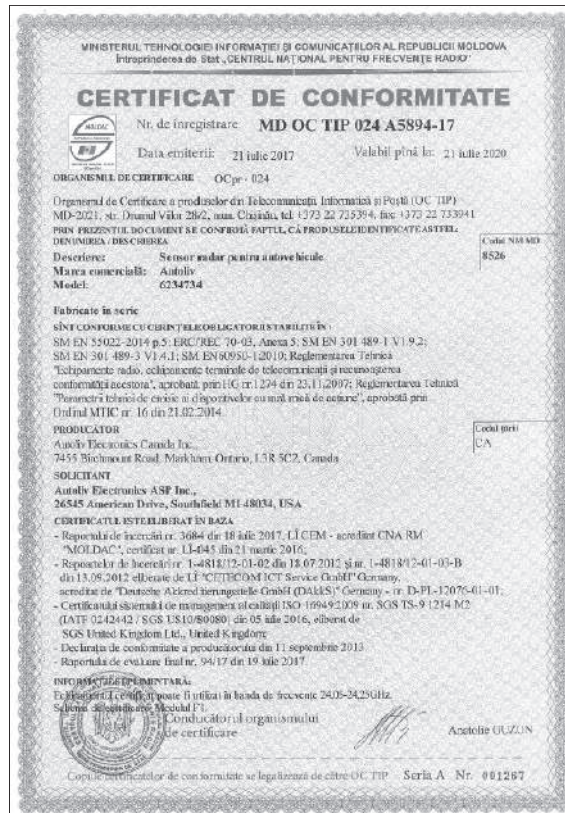 MINISTERUL TEHNOLOGIEI INFORMAȚIEI ȘI COMUNICAȚIILOR AL REPUBLICII MOLDOVA
Întreprinderea de Stat „CENTRUL NAȚIONAL PENTRU FRECVENȚE RADIO"
CERTIFICAT DE CONFORMITATE
MOLDAC
Nr. de înregistrare MD OC TIP 024 A5894-17
Data emiterii: 21 iulie 2017 Valabil pînă la: 21 iulie 2020
ORGANISMUL DE CERTIFICARE OCpr - 024
Organismul de Certificare a produselor din Telecomunicații, Informatică și Poștă (OC TIP)
MD-2021, str. Drumul Viilor 28/2, mun. Chișinău, tel. +373 22 735394, fax: +373 22 733941
PRIN PREZENTUL DOCUMENT SE CONFIRMĂ FAPTUL, CĂ PRODUSELE IDENTIFICATE ASTFEL:
DENUMIREA / DESCRIEREA
Codul NM MD
8526
Descriere: Sensor radar pentru autovehicule
Marca comercială: Autoliv
Model: 6234734
Fabricate în serie
SÎNT CONFORME CU CERINȚELE OBLIGATORII STABILITE ÎN:
SM EN 55022-2014 p.5; ERC/REC 70-03, Anexa 5; SM EN 301 489-1 V1.9.2;
SM EN 301 489-3 V1.4.1; SM EN60950-1:2010; Reglementarea Tehnică
"Echipamente radio, echipamente terminale de telecomunicații și recunoașterea
conformității acestora", aprobată prin HG nr.1274 din 23.11.2007; Reglementarea Tehnică
"Parametrii tehnici de emisie ai dispozitivelor cu rază mică de acțiune", aprobată prin
Ordinul MTIC nr. 16 din 21.02.2014
PRODUCĂTOR
Codul țării
CA
Autoliv Electronics Canada Inc.,
7455 Birchmount Road, Markham, Ontario, L3R 5C2, Canada
SOLICITANT
Autoliv Electronics ASP Inc.,
26545 American Drive, Southfield MI 48034, USA
CERTIFICATUL ESTE ELIBERAT ÎN BAZA
- Raportului de încercări nr. 3684 din 18 iulie 2017, LÎ CEM - acreditat CNA RM
"MOLDAC", certificat nr. LÎ-045 din 21 martie 2016;
- Rapoartelor de încercări nr. 1-4818/12-01-02 din 18.07.2012 și nr. 1-4818/12-01-03-B
din 13.09.2012 eliberate de LÎ "CETECOM ICT Service GmbH" Germany,
acreditat de "Deutsche Akkreditierungstelle GmbH (DAkkS)" Germany - nr. D-PL-12076-01-01;
- Certificatului sistemului de management al calității ISO 16949:2009 nr. SGS TS-9 1214 M2
(IATF 0242442 / SGS US10/80080) din 05 iulie 2016, eliberat de
SGS United Kingdom Ltd., United Kingdom;
- Declarația de conformitate a producătorului din 11 septembrie 2013
- Raportului de evaluare final nr. 94/17 din 19 iulie 2017
INFORMAȚIE SUPLIMENTARĂ:
Echipamentul certificat poate fi utilizat în banda de frecvențe 24,05-24,25GHz.
Schema de certificare: Modulul F1.
Conducătorul organismului
de certificare
Anatolie GUZUN
Copiile certificatelor de conformitate se legalizează de către OC TIP Seria A Nr. 001267